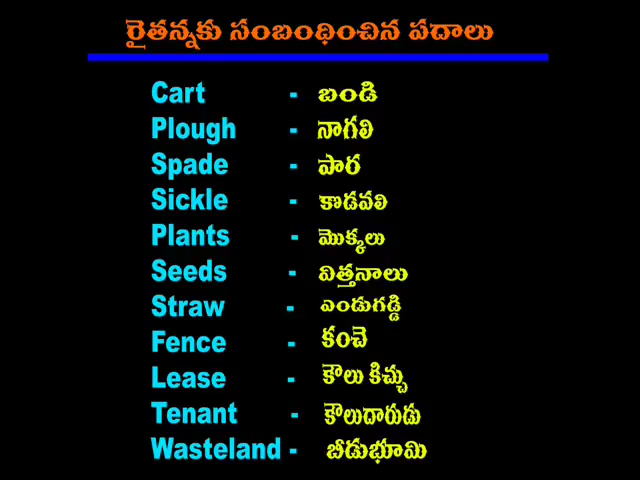 రైతన్నకు సంబంధించిన పదాలు
Cart - బండి
Plough - నాగలి
Spade - పార
Sickle - కొడవలి
Plants - మొక్కలు
Seeds - విత్తనాలు
Straw - ఎండుగడ్డి
Fence - కంచె
Lease - కౌలు కిచ్చు
Tenant - కౌలుదారుడు
Wasteland - బీడుభూమి